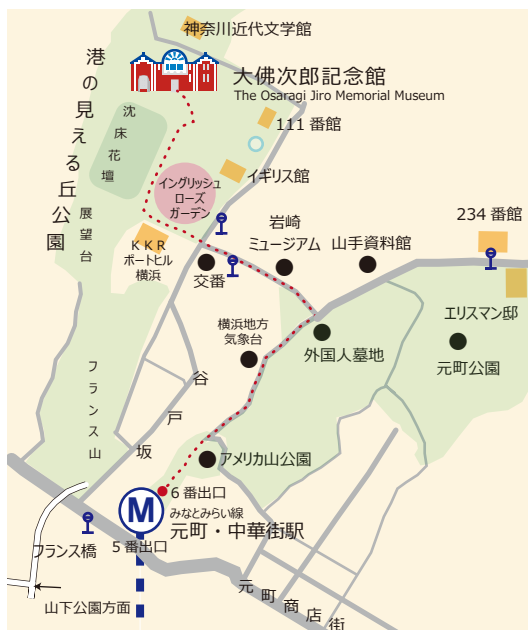 神奈川近代文学館
大佛次郎記念館
The Osaragi Jiro Memorial Museum
港の見える丘公園
沈床花壇
111 番館
イギリス館
イングリッシュ
ローズ
ガーデン
展望台
KKR
ポートヒル
横浜
交番
岩崎
ミュージアム
山手資料館
234 番館
エリスマン邸
元町公園
外国人墓地
横浜地方
気象台
フランス山
谷戸坂
アメリカ山公園
6 番出口
みなとみらい線
M
元町・中華街駅
5 番出口
フランス橋
山下公園方面
元町商店街